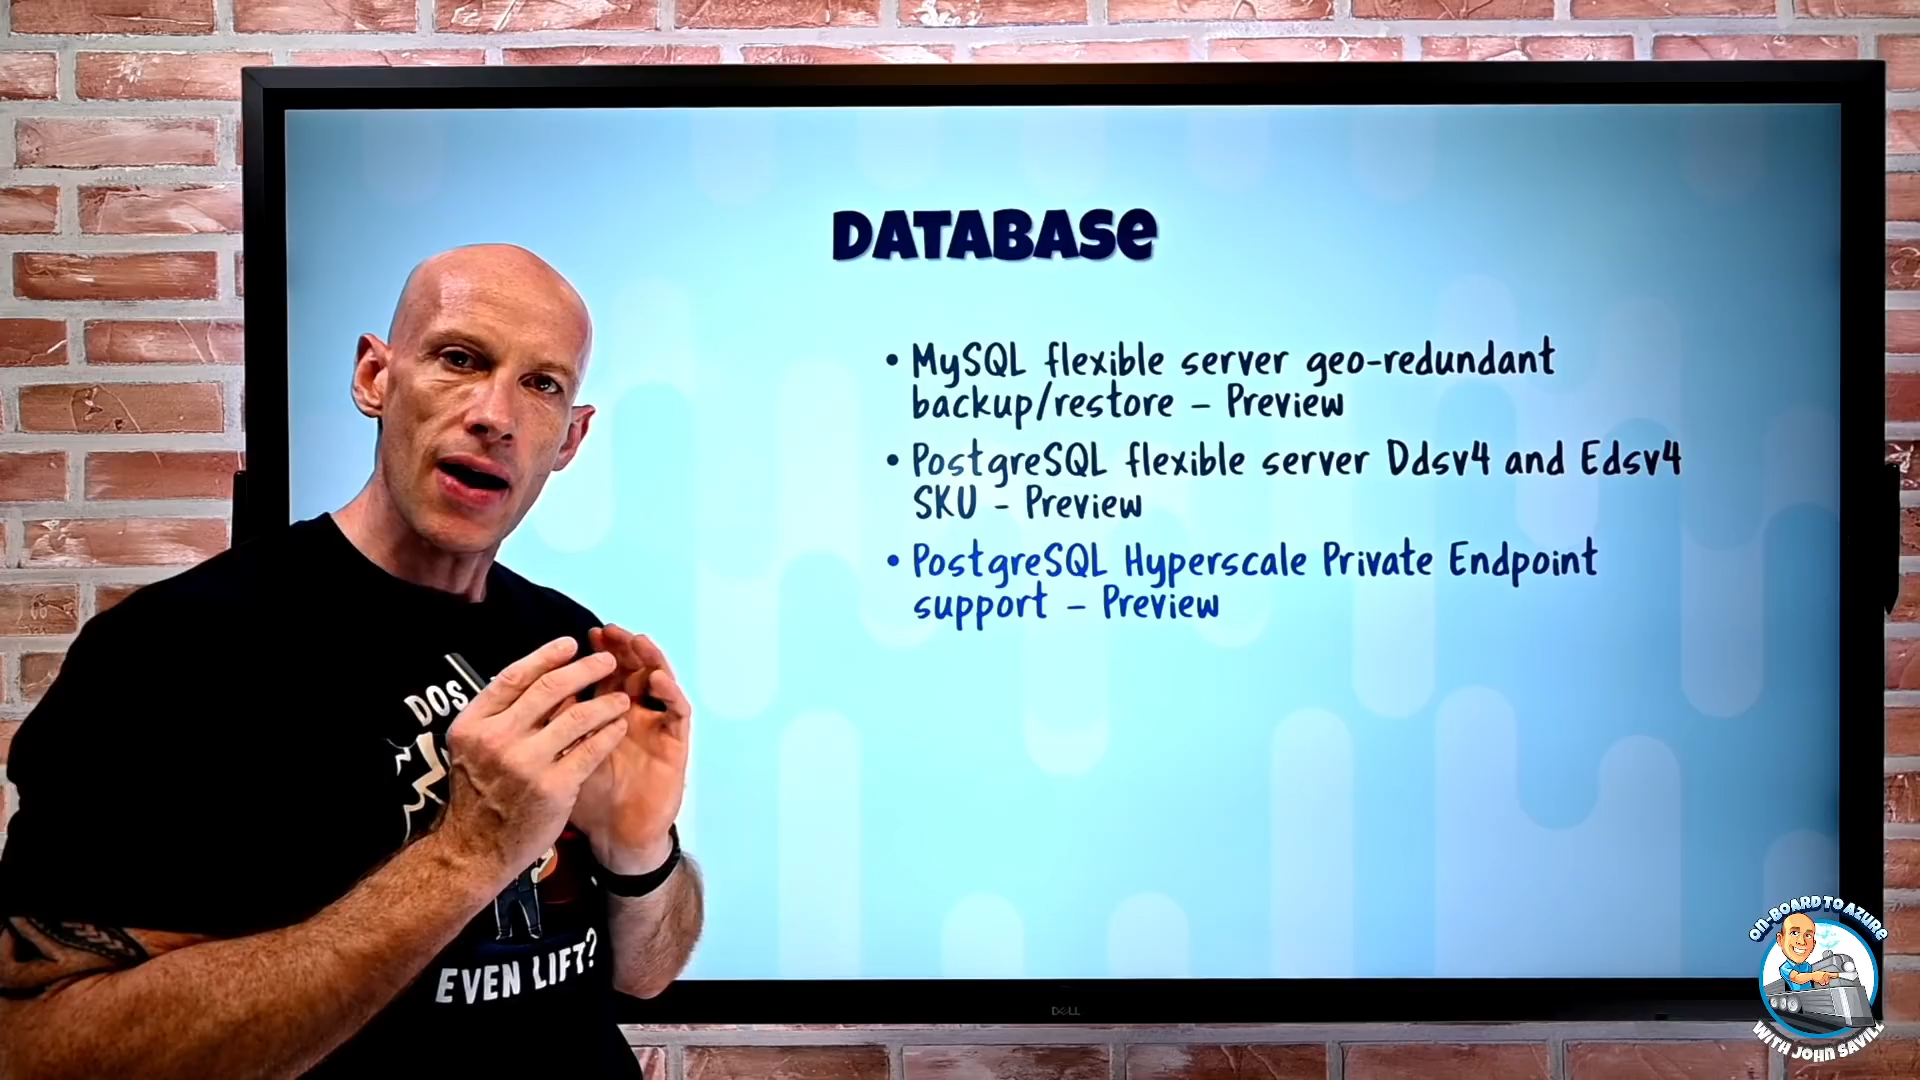 DATABASE
• MySQL flexible server geo-redundant
backup/restore – Preview
• PostgreSQL flexible server Ddsv4 and Edsv4
SKU - Preview
• PostgreSQL Hyperscale Private Endpoint
support – Preview
DOS
EVEN LIFT?
DELL
ON-BOARD TO AZURE
WITH JOHN SAVILL